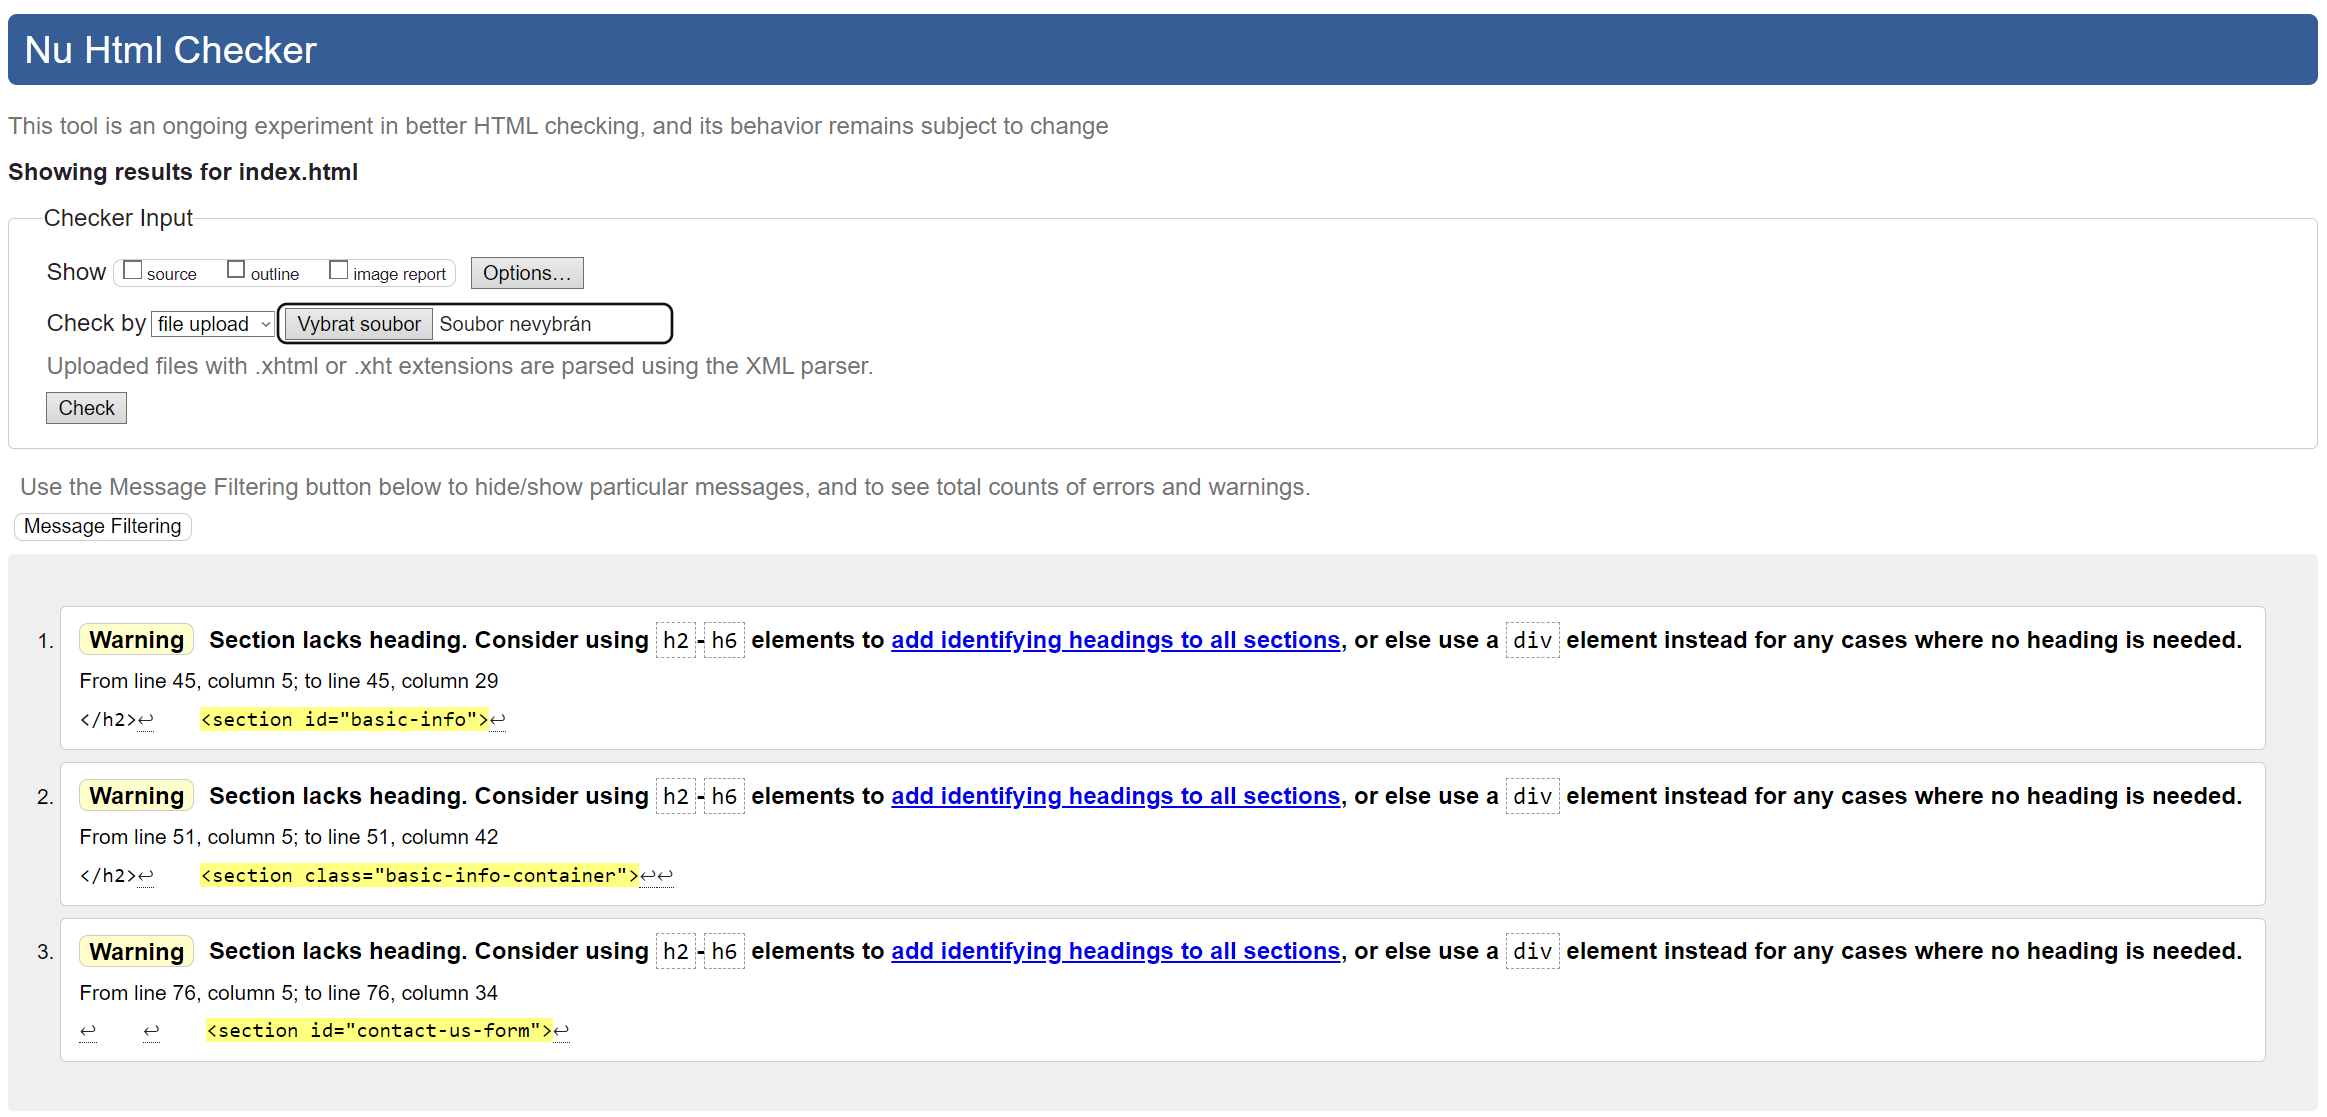 Nu Html Checker
This tool is an ongoing experiment in better HTML checking, and its behavior remains subject to change
Showing results for index.html
Checker Input
Show source outline image report Options...
Check by file upload Vybrat soubor Soubor nevybrán
Uploaded files with .xhtml or .xht extensions are parsed using the XML parser.
Check
Use the Message Filtering button below to hide/show particular messages, and to see total counts of errors and warnings.
Message Filtering
1. Warning Section lacks heading. Consider using h2-h6 elements to add identifying headings to all sections, or else use a div element instead for any cases where no heading is needed.
From line 45, column 5; to line 45, column 29
</h2>↩ <section id="basic-info">↩
2. Warning Section lacks heading. Consider using h2-h6 elements to add identifying headings to all sections, or else use a div element instead for any cases where no heading is needed.
From line 51, column 5; to line 51, column 42
</h2>↩ <section class="basic-info-container">↩↩
3. Warning Section lacks heading. Consider using h2-h6 elements to add identifying headings to all sections, or else use a div element instead for any cases where no heading is needed.
From line 76, column 5; to line 76, column 34
↩ ↩ <section id="contact-us-form">↩